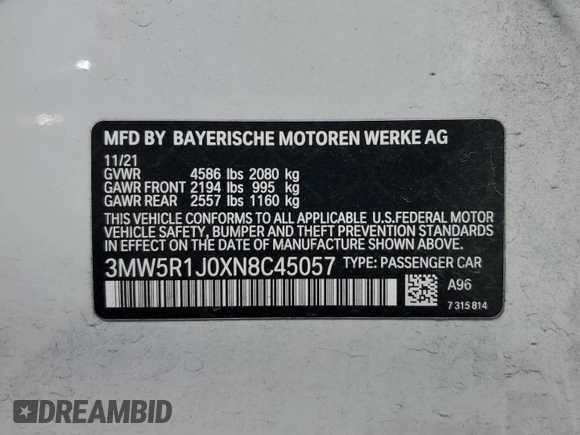 MFD BY BAYERISCHE MOTOREN WERKE AG
11/21
GVWR 4586 lbs 2080 kg
GAWR FRONT 2194 lbs 995 kg
GAWR REAR 2557 lbs 1160 kg
THIS VEHICLE CONFORMS TO ALL APPLICABLE U.S.FEDERAL MOTOR
VEHICLE SAFETY, BUMPER AND THEFT PREVENTION STANDARDS
IN EFFECT ON THE DATE OF MANUFACTURE SHOWN ABOVE.
3MW5R1J0XN8C45057 TYPE: PASSENGER CAR
A96
7 315 814
DREAMBID